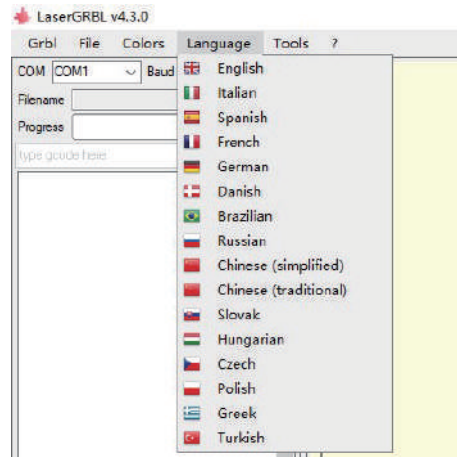 LaserGRBL v4.3.0
Grbl File Colors Language Tools ?
COM COM1 Baud
Filename
Progress
type gcode here
English
Italian
Spanish
French
German
Danish
Brazilian
Russian
Chinese (simplified)
Chinese (traditional)
Slovak
Hungarian
Czech
Polish
Greek
Turkish